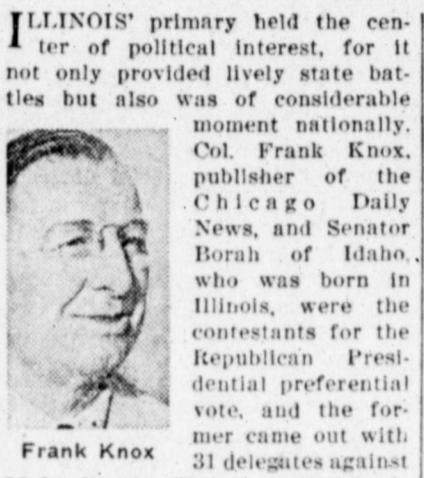 ILLINOIS' primary held the cen-
ter of political interest, for it
not only provided lively state bat-
tles but also was of considerable
moment nationally.
Col. Frank Knox,
publisher of the
Chicago Daily
News, and Senator
Borah of Idaho,
who was born in
Illinois, were the
contestants for the
Republican Presi-
dential preferential
vote, and the for-
mer came out with
31 delegates against
Frank Knox